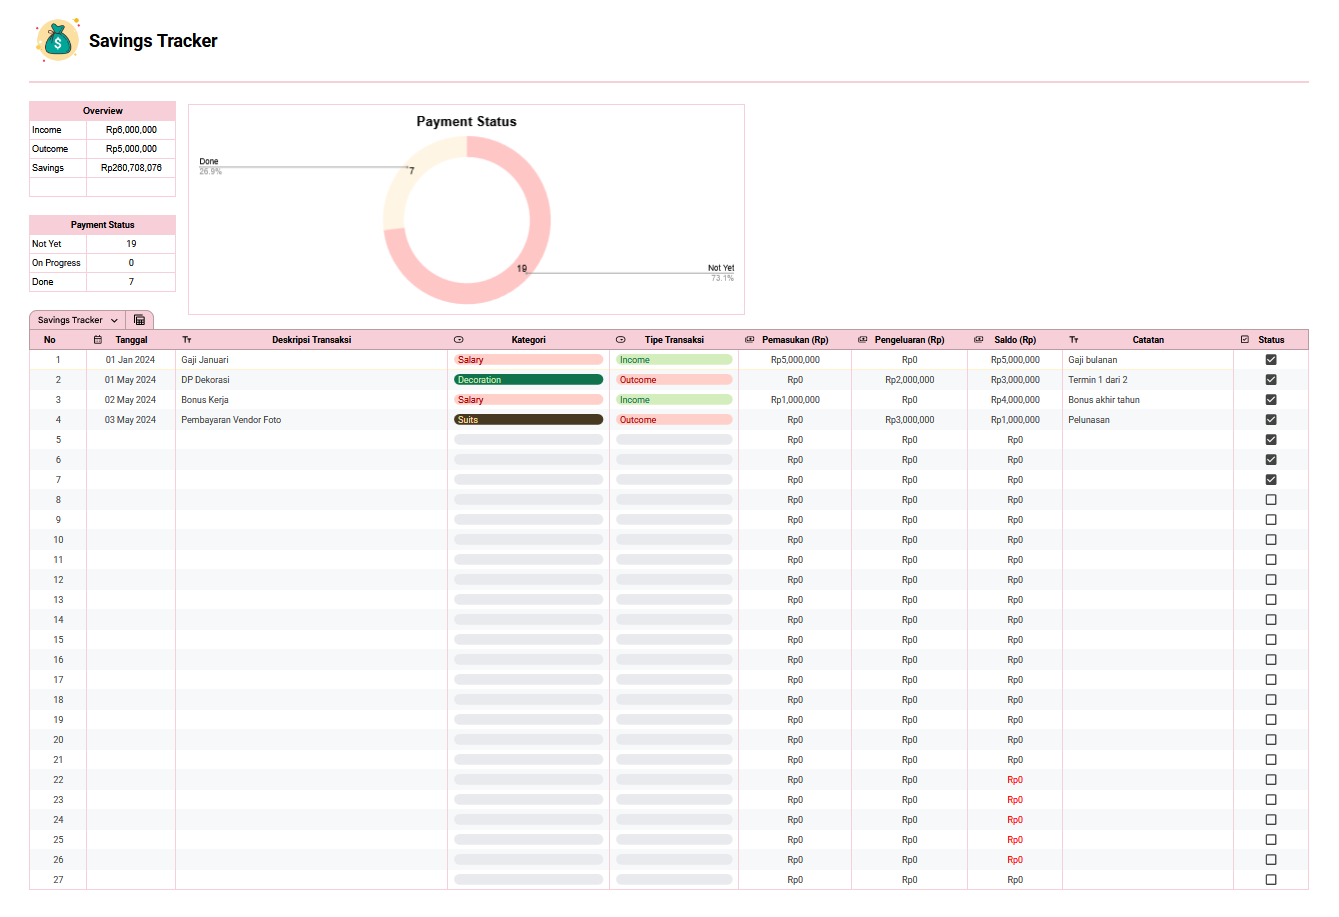 $
Savings Tracker
Overview
Income Rp6,000,000
Outcome Rp5,000,000
Savings Rp260,708,076
Payment Status
Not Yet 19
On Progress 0
Done 7
Payment Status
Done
26.9%
7
19
Not Yet
73.1%
Savings Tracker
No Tanggal Tт Deskripsi Transaksi Kategori Tipe Transaksi Pemasukan (Rp) Pengeluaran (Rp) Saldo (Rp) Tт Catatan Status
1 01 Jan 2024 Gaji Januari Salary Income Rp5,000,000 Rp0 Rp5,000,000 Gaji bulanan
2 01 May 2024 DP Dekorasi Decoration Outcome Rp0 Rp2,000,000 Rp3,000,000 Termin 1 dari 2
3 02 May 2024 Bonus Kerja Salary Income Rp1,000,000 Rp0 Rp4,000,000 Bonus akhir tahun
4 03 May 2024 Pembayaran Vendor Foto Suits Outcome Rp0 Rp3,000,000 Rp1,000,000 Pelunasan
5 Rp0 Rp0 Rp0
6 Rp0 Rp0 Rp0
7 Rp0 Rp0 Rp0
8 Rp0 Rp0 Rp0
9 Rp0 Rp0 Rp0
10 Rp0 Rp0 Rp0
11 Rp0 Rp0 Rp0
12 Rp0 Rp0 Rp0
13 Rp0 Rp0 Rp0
14 Rp0 Rp0 Rp0
15 Rp0 Rp0 Rp0
16 Rp0 Rp0 Rp0
17 Rp0 Rp0 Rp0
18 Rp0 Rp0 Rp0
19 Rp0 Rp0 Rp0
20 Rp0 Rp0 Rp0
21 Rp0 Rp0 Rp0
22 Rp0 Rp0 Rp0
23 Rp0 Rp0 Rp0
24 Rp0 Rp0 Rp0
25 Rp0 Rp0 Rp0
26 Rp0 Rp0 Rp0
27 Rp0 Rp0 Rp0